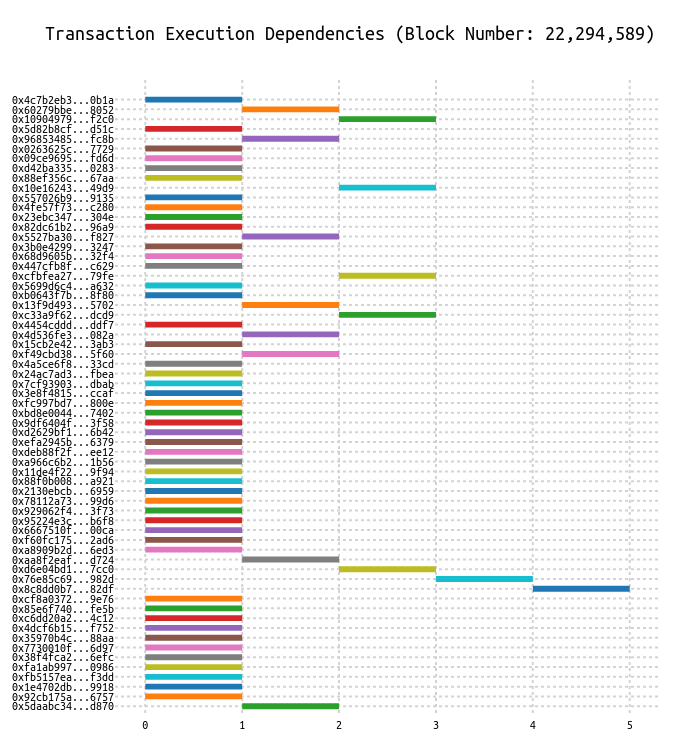 Transaction Execution Dependencies (Block Number: 22,294,589)
0x4c7b2eb3...0b1a
0x60279bbe...8052
0x10904979...f2c0
0x5d82b8cf...d51c
0x96853485...fc8b
0x0263625c...7729
0x09ce9695...fd6d
0xd42ba335...0283
0x88ef356c...67aa
0x10e16243...49d9
0x557026b9...9135
0x4fe57f73...c280
0x23ebc347...304e
0x82dc61b2...96a9
0x5527ba30...f827
0x3b0e4299...3247
0x68d9605b...32f4
0x447cfb8f...c629
0xcfbfea27...79fe
0x5699d6c4...a632
0xb0643f7b...8f80
0x13f9d493...5702
0xc33a9f62...dcd9
0x4454cddd...ddf7
0x4d536fe3...082a
0x15cb2e42...3ab3
0xf49cbd38...5f60
0x4a5ce6f8...33cd
0x24ac7ad3...fbea
0x7cf93903...dbab
0x3e8f4815...ccaf
0xfc997bd7...800e
0xbd8e0044...7402
0x9df6404f...3f58
0xd2629bf1...6b42
0xefa2945b...6379
0xdeb88f2f...ee12
0xa966c6b2...1b56
0x11de4f22...9f94
0x88f0b008...a921
0x2130ebcb...6959
0x78112a73...99d6
0x929062f4...3f73
0x95224e3c...b6f8
0x6667510f...00ca
0xf60fc175...2ad6
0xa8909b2d...6ed3
0xaa8f2eaf...d724
0xd6e04bd1...7cc0
0x76e85c69...982d
0x8c8dd0b7...82df
0xcf8a0372...9e76
0x85e6f740...fe5b
0xc6dd20a2...4c12
0x4dcf6b15...f752
0x35970b4c...88aa
0x7730010f...6d97
0x38f4fca2...6efc
0xfa1ab997...0986
0xfb5157ea...f3dd
0x1e4702db...9918
0x92cb175a...6757
0x5daabc34...d870
0 1 2 3 4 5